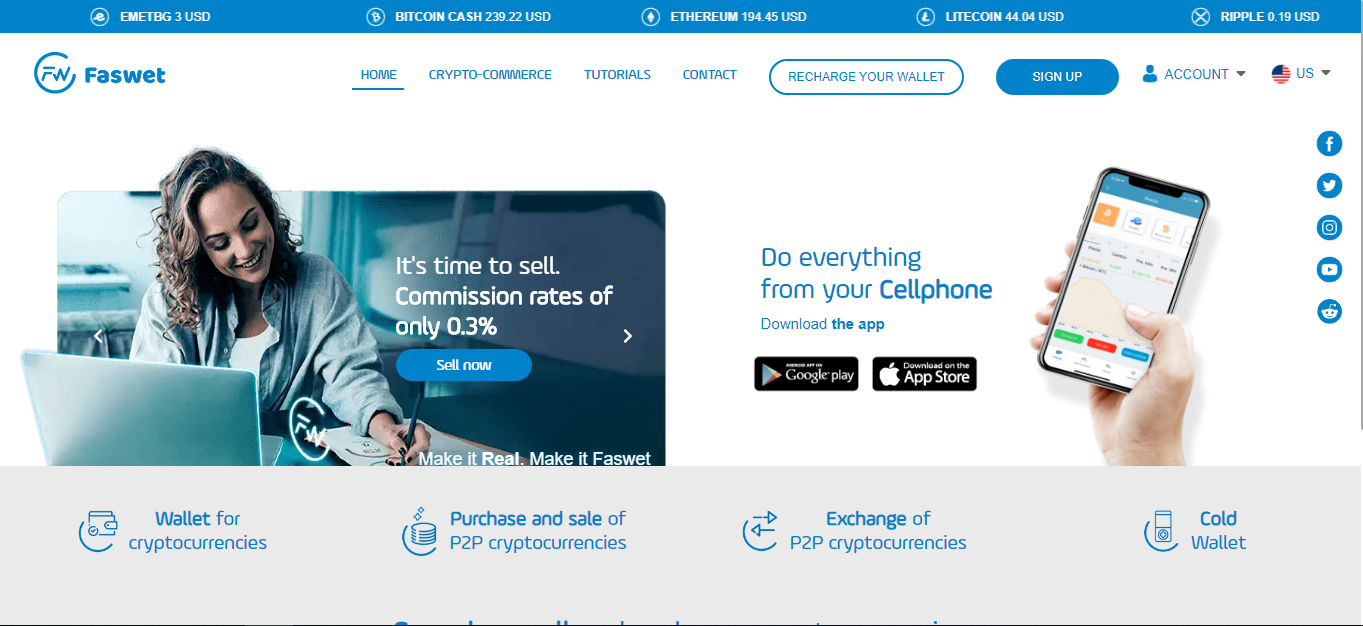 EMETBG 3 USD
BITCOIN CASH 239.22 USD
ETHEREUM 194.45 USD
LITECOIN 44.04 USD
RIPPLE 0.19 USD
FW Faswet
HOME
CRYPTO-COMMERCE
TUTORIALS
CONTACT
RECHARGE YOUR WALLET
SIGN UP
ACCOUNT
US
It's time to sell.
Commission rates of
only 0.3%
Sell now
FW
Make it Real. Make it Faswet
Do everything
from your Cellphone
Download the app
ANDROID APP ON
Google play
Download on the
App Store
Wallet for
cryptocurrencies
Purchase and sale of
P2P cryptocurrencies
Exchange of
P2P cryptocurrencies
Cold
Wallet